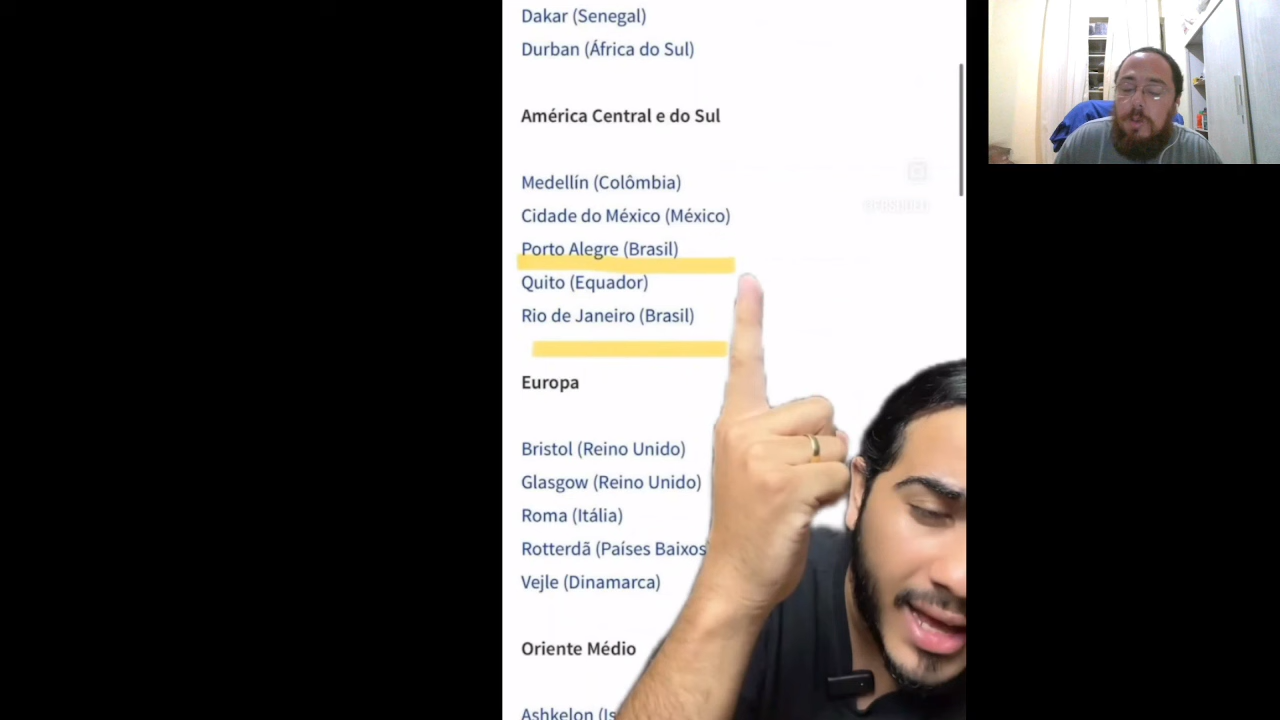 Dakar (Senegal)
Durban (África do Sul)
América Central e do Sul
Medellín (Colômbia)
Cidade do México (México)
Porto Alegre (Brasil)
Quito (Equador)
Rio de Janeiro (Brasil)
Europa
Bristol (Reino Unido)
Glasgow (Reino Unido)
Roma (Itália)
Rotterdã (Países Baixos
Vejle (Dinamarca)
Oriente Médio
Ashkelon (Is